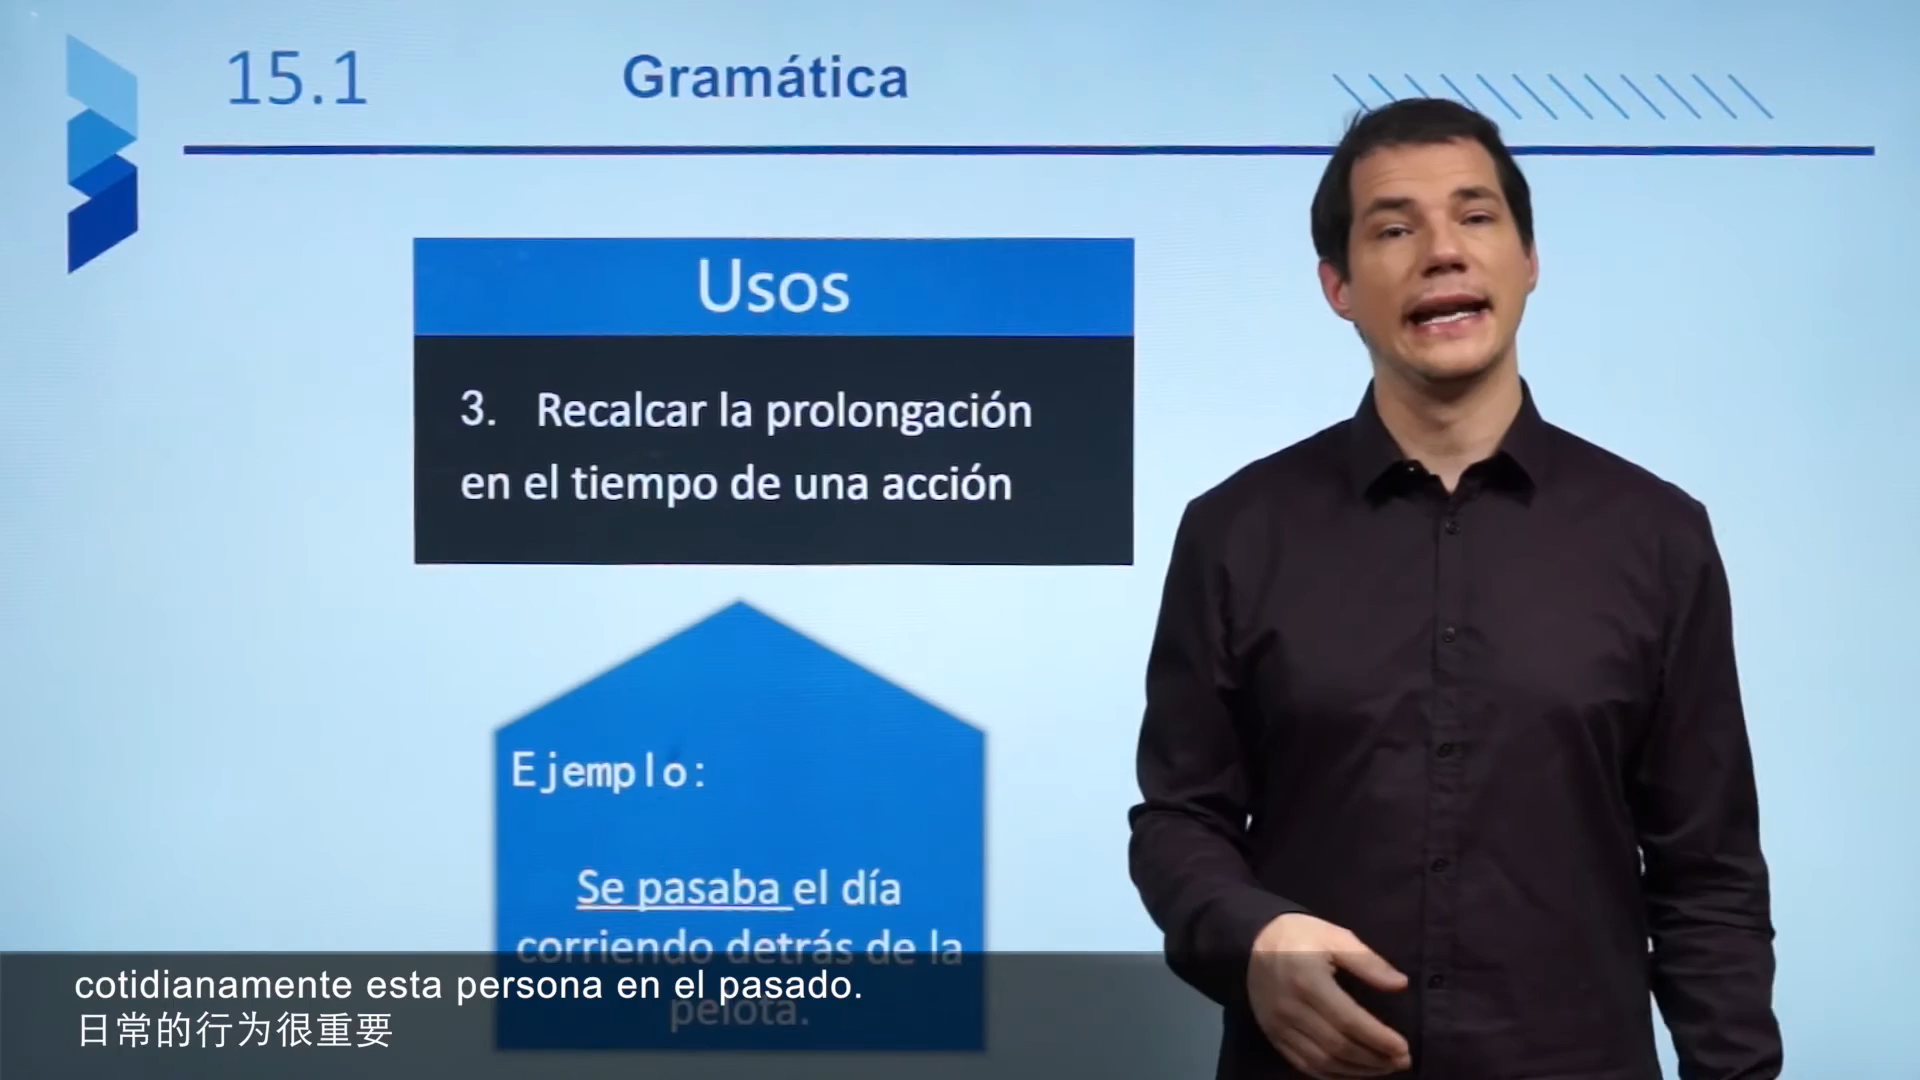 15.1
Gramática
Usos
3. Recalcar la prolongación
en el tiempo de una acción
Ejemplo:
Se pasaba el día
corriendo detrás de la
pelota.
cotidianamente esta persona en el pasado.
日常的行为很重要